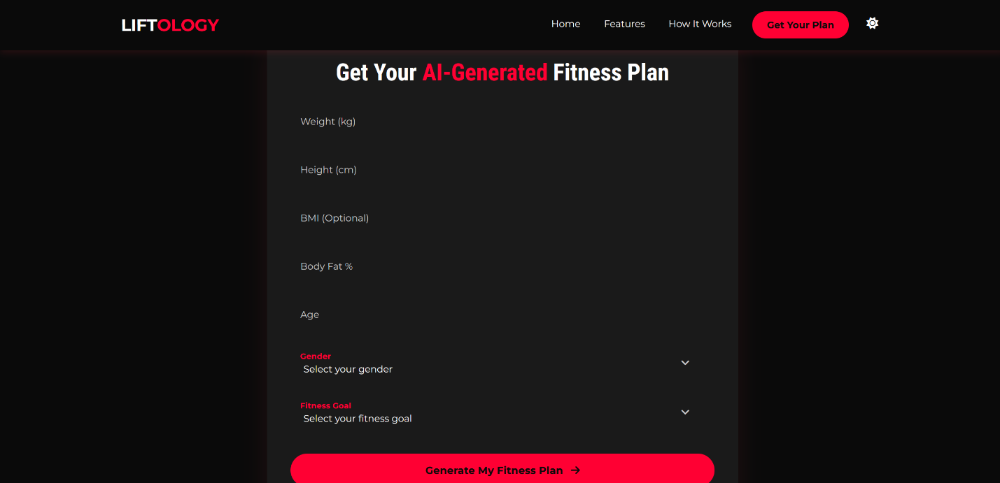 LIFTOLOGY
Home Features How It Works Get Your Plan
Get Your AI-Generated Fitness Plan
Weight (kg)
Height (cm)
BMI (Optional)
Body Fat %
Age
Gender
Select your gender
Fitness Goal
Select your fitness goal
Generate My Fitness Plan →